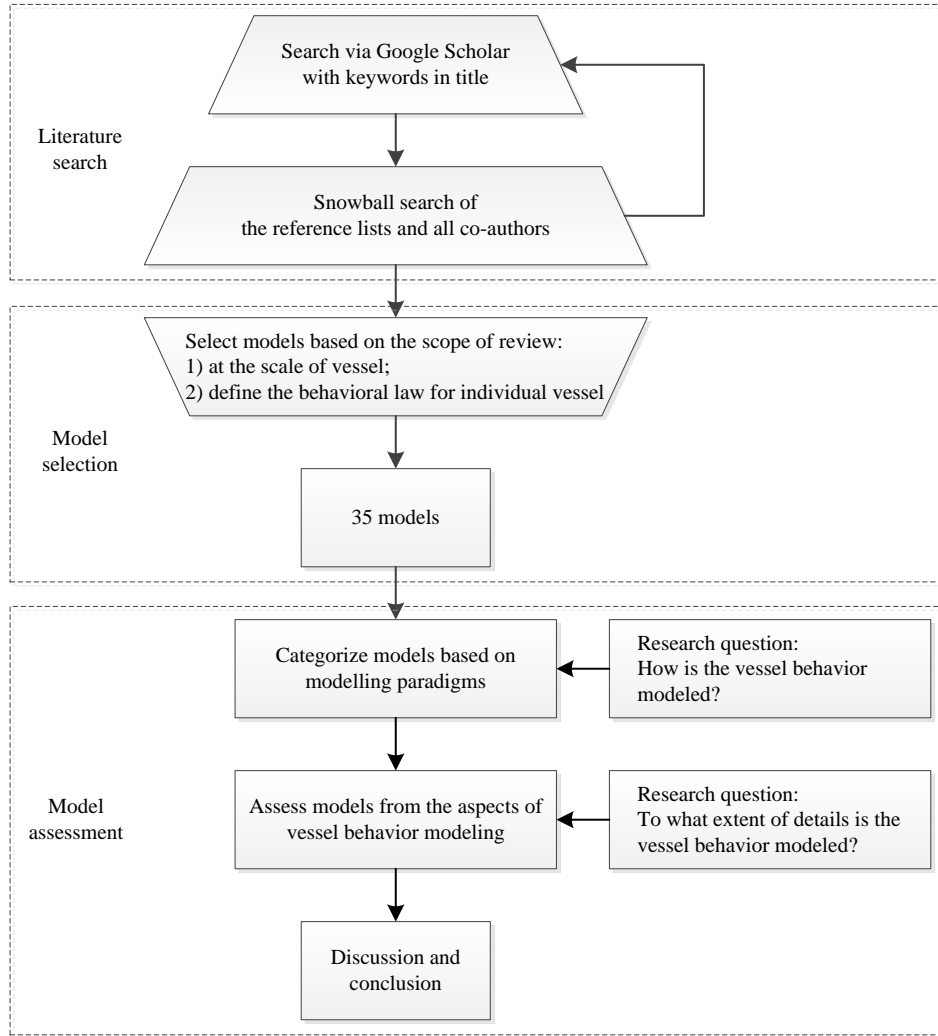 Search via Google Scholar
with keywords in title
Literature
search
Snowball search of
the reference lists and all co-authors
Select models based on the scope of review:
1) at the scale of vessel;
2) define the behavioral law for individual vessel
Model
selection
35 models
Categorize models based on
modelling paradigms
Research question:
How is the vessel behavior
modeled?
Model
assessment
Assess models from the aspects of
vessel behavior modeling
Research question:
To what extent of details is the
vessel behavior modeled?
Discussion and
conclusion